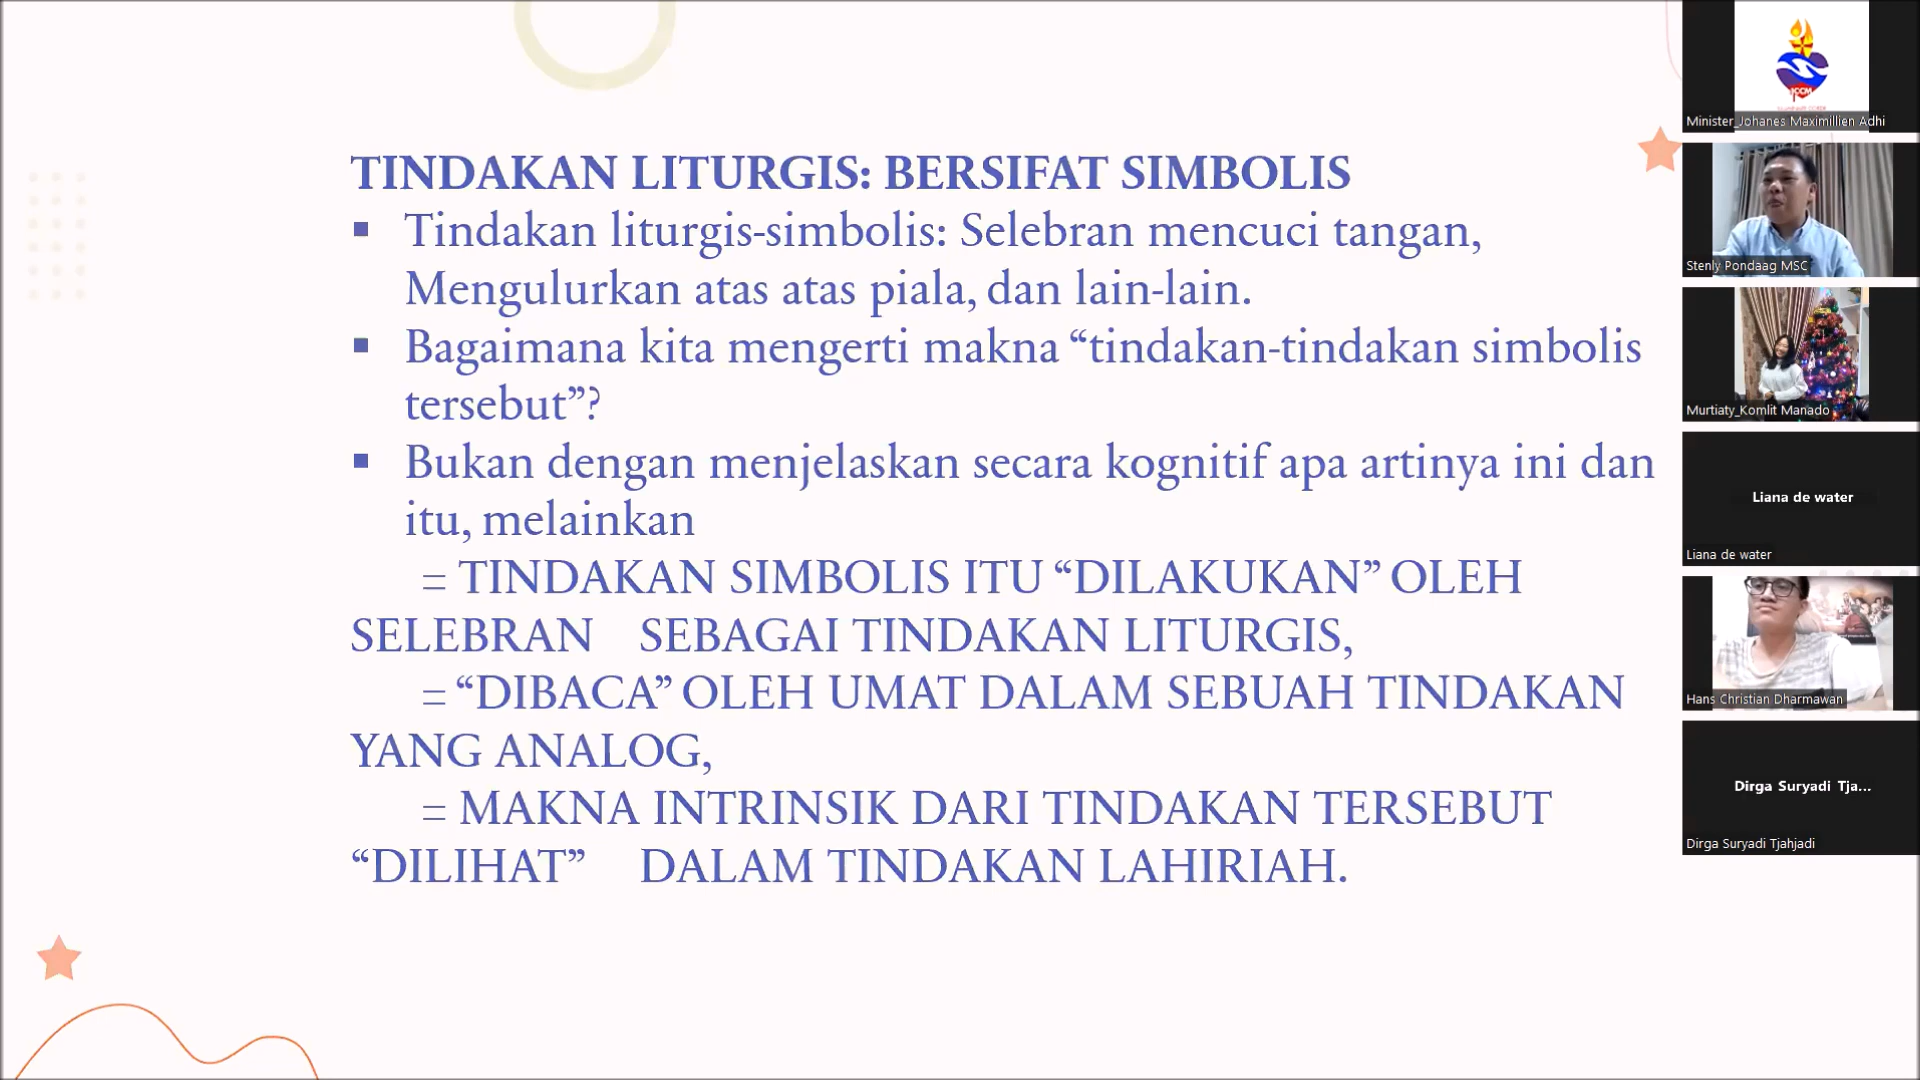 TINDAKAN LITURGIS: BERSIFAT SIMBOLIS
▪ Tindakan liturgis-simbolis: Selebran mencuci tangan,
Mengulurkan atas atas piala, dan lain-lain.
▪ Bagaimana kita mengerti makna “tindakan-tindakan simbolis
tersebut”?
▪ Bukan dengan menjelaskan secara kognitif apa artinya ini dan
itu, melainkan
= TINDAKAN SIMBOLIS ITU “DILAKUKAN” OLEH
SELEBRAN SEBAGAI TINDAKAN LITURGIS,
= “DIBACA” OLEH UMAT DALAM SEBUAH TINDAKAN
YANG ANALOG,
= MAKNA INTRINSIK DARI TINDAKAN TERSEBUT
“DILIHAT” DALAM TINDAKAN LAHIRIAH.
Minister_Johanes Maximillien Adhi
Stenly Pondaag MSC
Murtiaty_Komlit Manado
Liana de water
Liana de water
Hans Christian Dharmawan
Dirga Suryadi Tja...
Dirga Suryadi Tjahjadi